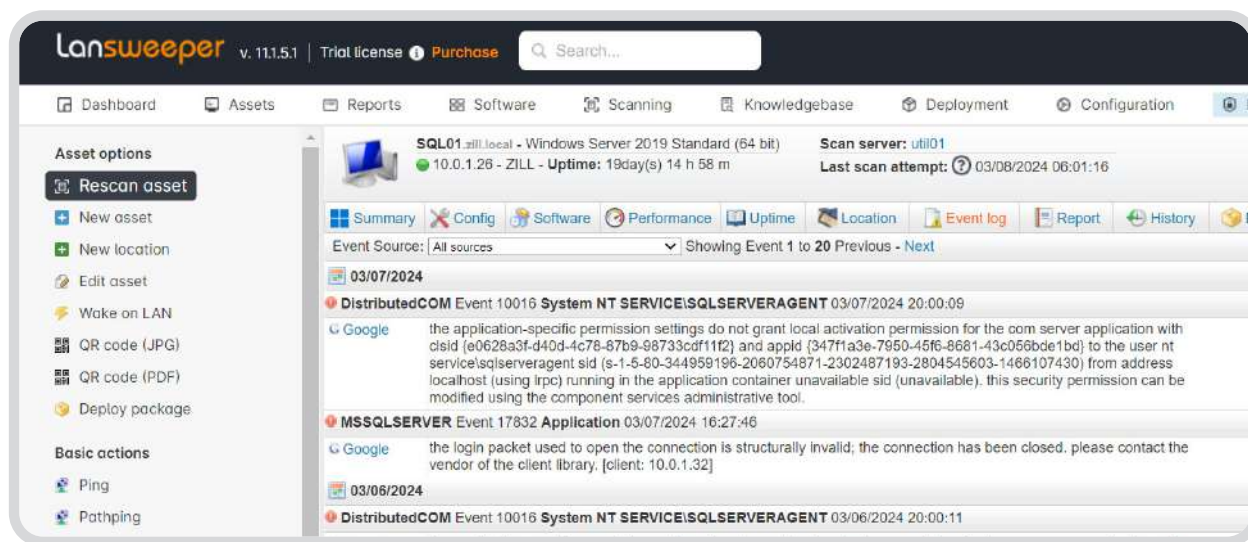 Lansweeper v. 11.1.5.1 | Trial license Purchase Search...
Dashboard Assets Reports Software Scanning Knowledgebase Deployment Configuration
Asset options
Rescan asset
New asset
New location
Edit asset
Wake on LAN
QR code (JPG)
QR code (PDF)
Deploy package
Basic actions
Ping
Pathping
SQL01.zill.local - Windows Server 2019 Standard (64 bit) Scan server: util01
10.0.1.26 - ZILL - Uptime: 19day(s) 14 h 58 m Last scan attempt: ? 03/08/2024 06:01:16
Summary Config Software Performance Uptime Location Event log Report History
Event Source: All sources Showing Event 1 to 20 Previous - Next
03/07/2024
DistributedCOM Event 10016 System NT SERVICE\SQLSERVERAGENT 03/07/2024 20:00:09
Google the application-specific permission settings do not grant local activation permission for the com server application with
clsid {e0628a3f-d40d-4c78-87b9-98733cdf11f2} and appid {347f1a3e-7950-45f6-8681-43c056bde1bd} to the user nt
service\sqlserveragent sid (s-1-5-80-344959196-2060754871-2302487193-2804545603-1466107430) from address
localhost (using lrpc) running in the application container unavailable sid (unavailable). this security permission can be
modified using the component services administrative tool.
MSSQLSERVER Event 17832 Application 03/07/2024 16:27:46
Google the login packet used to open the connection is structurally invalid; the connection has been closed. please contact the
vendor of the client library. [client: 10.0.1.32]
03/06/2024
DistributedCOM Event 10016 System NT SERVICE\SQLSERVERAGENT 03/06/2024 20:00:11